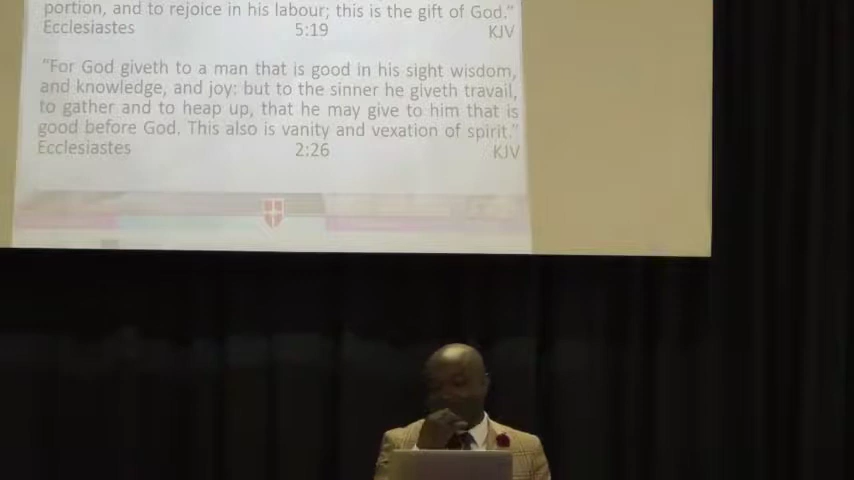 portion, and to rejoice in his labour; this is the gift of God."
Ecclesiastes 5:19 KJV
"For God giveth to a man that is good in his sight wisdom,
and knowledge, and joy: but to the sinner he giveth travail,
to gather and to heap up, that he may give to him that is
good before God. This also is vanity and vexation of spirit."
Ecclesiastes 2:26 KJV